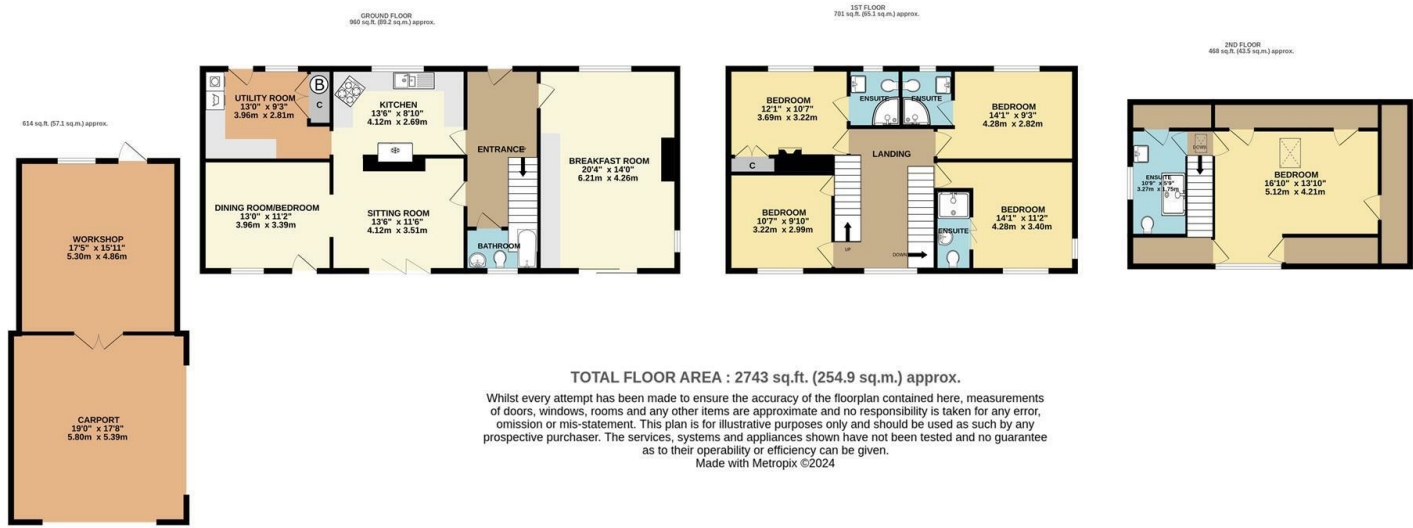 614 sq.ft. (57.1 sq.m.) approx.
WORKSHOP
17'5" x 15'11"
5.30m x 4.86m
CARPORT
19'0" x 17'8"
5.80m x 5.39m
GROUND FLOOR
960 sq.ft. (89.2 sq.m.) approx.
UTILITY ROOM
13'0" x 9'3"
3.96m x 2.81m
B
C
KITCHEN
13'6" x 8'10"
4.12m x 2.69m
ENTRANCE
BREAKFAST ROOM
20'4" x 14'0"
6.21m x 4.26m
DINING ROOM/BEDROOM
13'0" x 11'2"
3.96m x 3.39m
SITTING ROOM
13'6" x 11'6"
4.12m x 3.51m
BATHROOM
1ST FLOOR
701 sq.ft. (65.1 sq.m.) approx.
BEDROOM
12'1" x 10'7"
3.69m x 3.22m
ENSUITE
ENSUITE
BEDROOM
14'1" x 9'3"
4.28m x 2.82m
C
LANDING
BEDROOM
10'7" x 9'10"
3.22m x 2.99m
UP
DOWN
ENSUITE
BEDROOM
14'1" x 11'2"
4.28m x 3.40m
2ND FLOOR
468 sq.ft. (43.5 sq.m.) approx.
DOWN
ENSUITE
10'9" x 5'9"
3.27m x 1.75m
BEDROOM
16'10" x 13'10"
5.12m x 4.21m
TOTAL FLOOR AREA : 2743 sq.ft. (254.9 sq.m.) approx.
Whilst every attempt has been made to ensure the accuracy of the floorplan contained here, measurements
of doors, windows, rooms and any other items are approximate and no responsibility is taken for any error,
omission or mis-statement. This plan is for illustrative purposes only and should be used as such by any
prospective purchaser. The services, systems and appliances shown have not been tested and no guarantee
as to their operability or efficiency can be given.
Made with Metropix ©2024